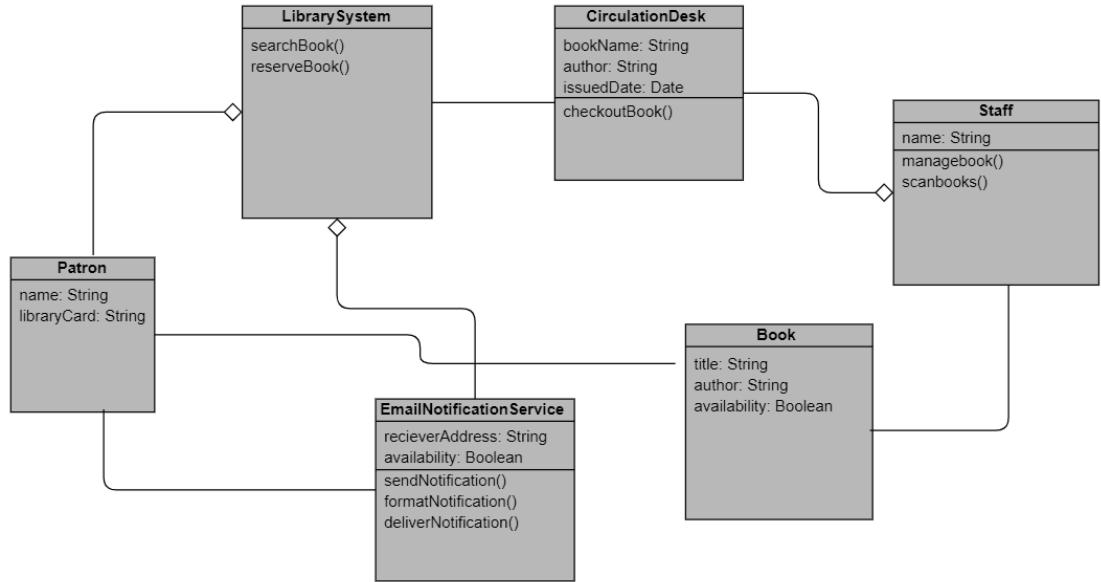 LibrarySystem
searchBook()
reserveBook()
CirculationDesk
bookName: String
author: String
issuedDate: Date
checkoutBook()
Staff
name: String
managebook()
scanbooks()
Patron
name: String
libraryCard: String
Book
title: String
author: String
availability: Boolean
EmailNotificationService
recieverAddress: String
availability: Boolean
sendNotification()
formatNotification()
deliverNotification()